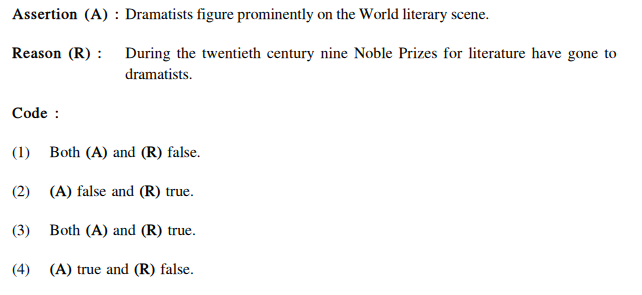 Assertion (A) : Dramatists figure prominently on the World literary scene.
Reason (R) : During the twentieth century nine Noble Prizes for literature have gone to
dramatists.
Code :
(1) Both (A) and (R) false.
(2) (A) false and (R) true.
(3) Both (A) and (R) true.
(4) (A) true and (R) false.